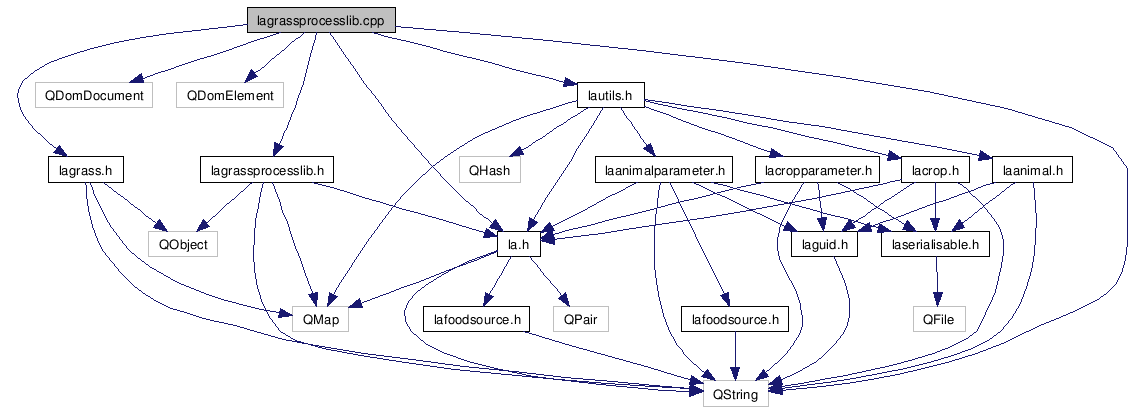 lagrassprocesslib.cpp
QDomDocument
QDomElement
lautils.h
lagrass.h
lagrassprocesslib.h
QHash
laanimalparameter.h
lacropparameter.h
lacrop.h
laanimal.h
QObject
la.h
laguid.h
laserialisable.h
QMap
lafoodsource.h
QPair
lafoodsource.h
QFile
QString